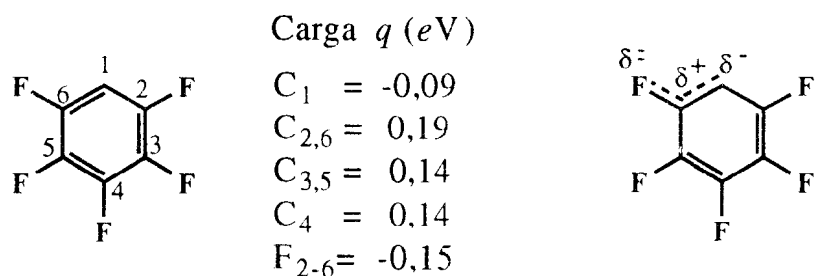 Carga q (eV)
C₁ = -0,09
C₂,₆ = 0,19
C₃,₅ = 0,14
C₄ = 0,14
F₂₋₆= -0,15
1
F 6 2 F
5 3
F 4 F
F
δ⁻ δ⁺ δ⁻
F F
F F
F